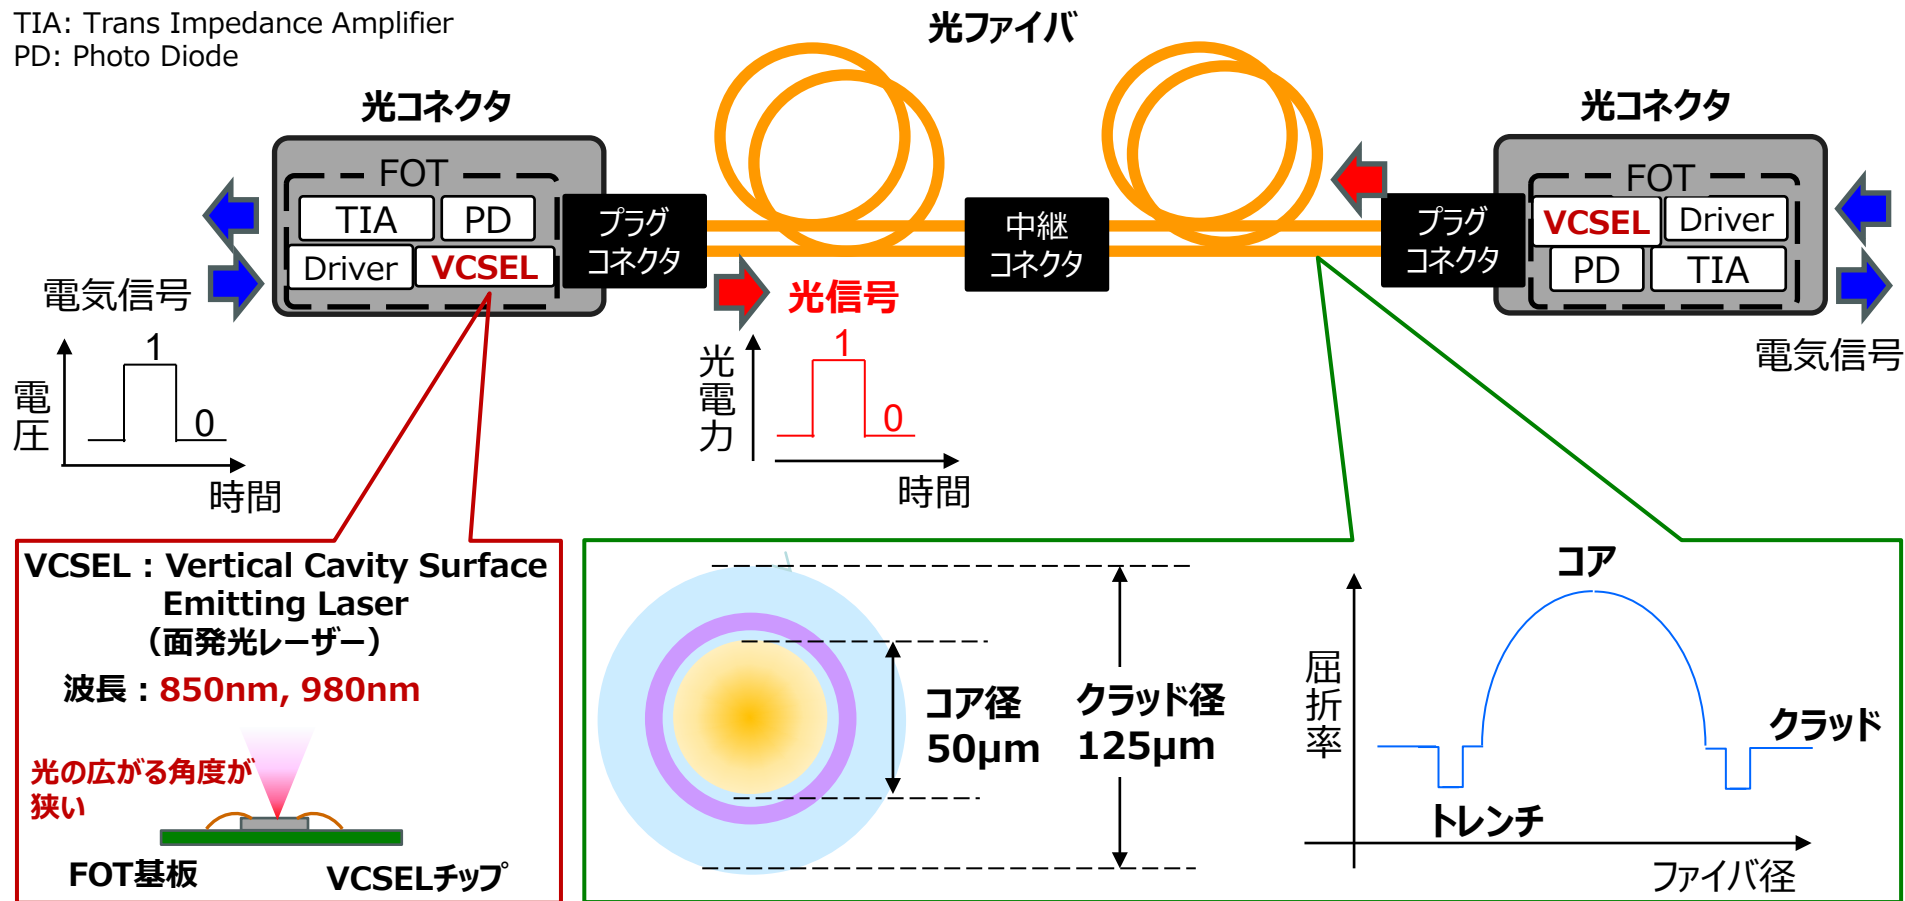 TIA: Trans Impedance Amplifier
PD: Photo Diode
光ファイバ
光コネクタ
光コネクタ
FOT
TIA
PD
Driver
VCSEL
プラグ
コネクタ
中継
コネクタ
プラグ
コネクタ
FOT
VCSEL
Driver
PD
TIA
電気信号
光信号
電気信号
電圧
1
0
時間
光電力
1
0
時間
VCSEL : Vertical Cavity Surface
Emitting Laser
(面発光レーザー)
波長 : 850nm, 980nm
光の広がる角度が
狭い
FOT基板
VCSELチップ
コア径
50μm
クラッド径
125μm
屈折率
コア
クラッド
トレンチ
ファイバ径